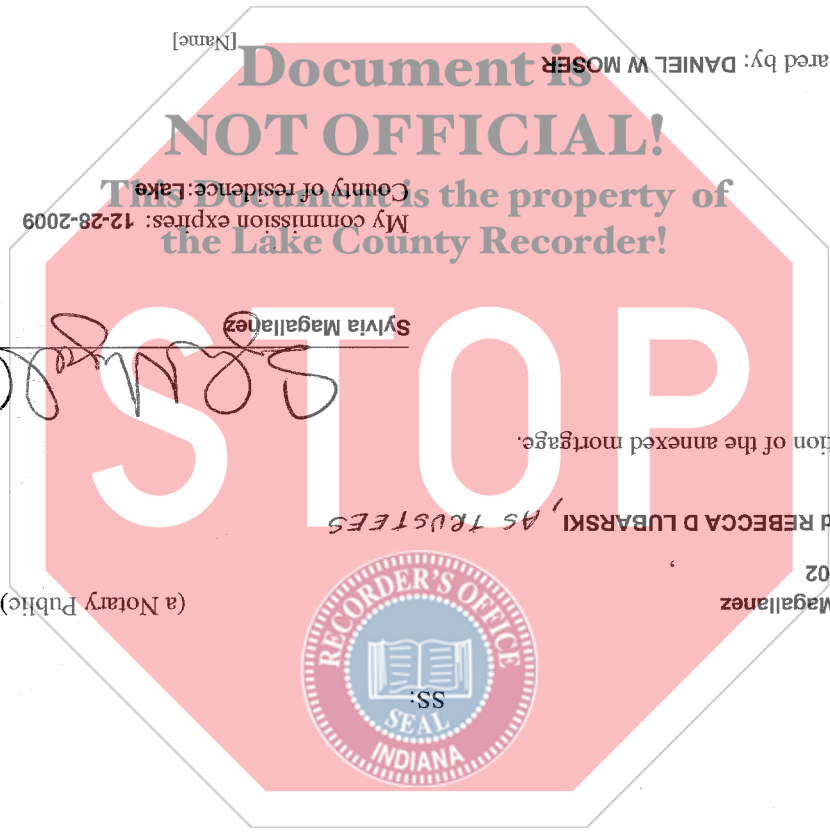 Document is
NOT OFFICIAL!
This Document is the property of
the Lake County Recorder!
STOP
RECORDER'S OFFICE
SEAL
INDIANA
SS:
Magallanez (a Notary Public)
02 ,
REBECCA D LUBARSKI, AS TRUSTEES
tion of the annexed mortgage.
Sylvia Magallanez
My commission expires: 12-28-2009
County of residence: Lake
ared by: DANIEL W MOSER [Name]